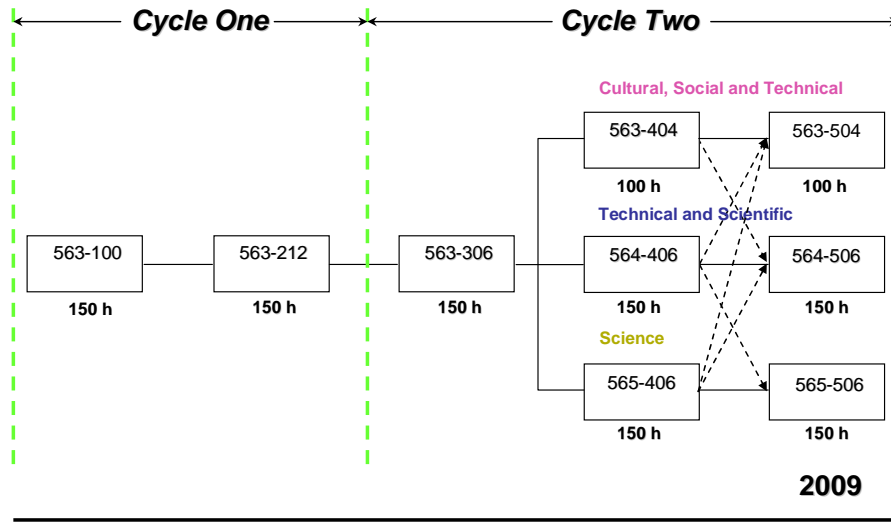 Cycle One
Cycle Two
Cultural, Social and Technical
563-404
563-504
100 h
100 h
Technical and Scientific
563-100
563-212
563-306
564-406
564-506
150 h
150 h
150 h
150 h
150 h
Science
565-406
565-506
150 h
150 h
2009